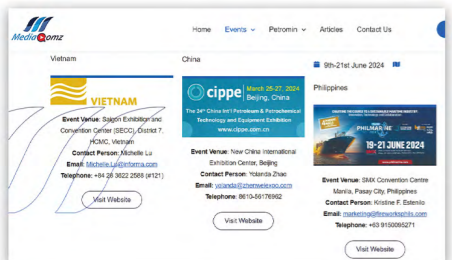 MediaComz
Home Events Petromin Articles Contact Us
Vietnam
VIETNAM
Event Venue: Saigon Exhibition and
Convention Center (SECC), District 7,
HCMC, Vietnam
Contact Person: Michelle Lu
Email: Michelle.Lu@informa.com
Telephone: +84 28 3622 2588 (#121)
Visit Website
China
cippe March 25-27, 2024
Beijing, China
The 24th China Int'l Petroleum & Petrochemical
Technology and Equipment Exhibition
www.cippe.com.cn
Event Venue: New China International
Exhibition Center, Beijing
Contact Person: Yolanda Zhao
Email: yolanda@zhenweiexpo.com
Telephone: 8610-56176962
Visit Website
9th-21st June 2024
Philippines
PHILMARINE
19-21 JUNE 2024
Event Venue: SMX Convention Centre
Manila, Pasay City, Philippines
Contact Person: Kristine F. Estenilo
Email: marketing@fireworksphils.com
Telephone: +63 9150095271
Visit Website